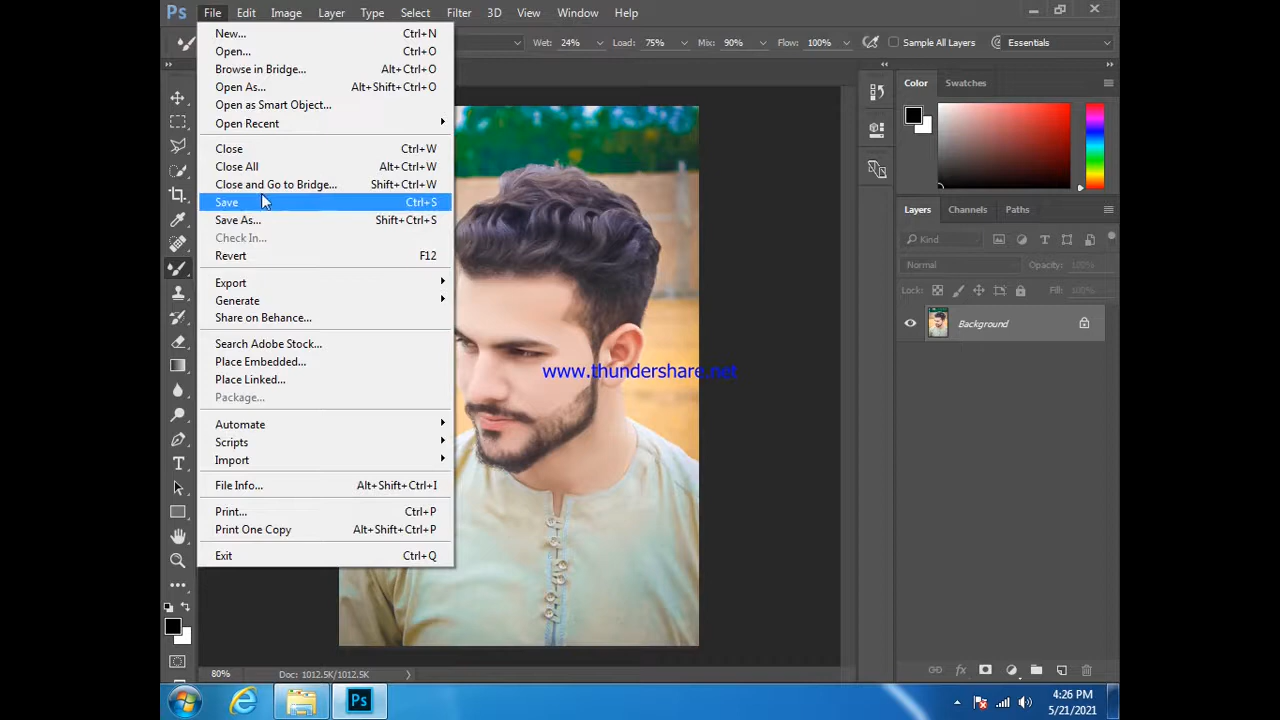 Ps File Edit Image Layer Type Select Filter 3D View Window Help
Wet: 24% Load: 75% Mix: 90% Flow: 100% Sample All Layers Essentials
New... Ctrl+N
Open... Ctrl+O
Browse in Bridge... Alt+Ctrl+O
Open As... Alt+Shift+Ctrl+O
Open as Smart Object...
Open Recent
Close Ctrl+W
Close All Alt+Ctrl+W
Close and Go to Bridge... Shift+Ctrl+W
Save Ctrl+S
Save As... Shift+Ctrl+S
Check In...
Revert F12
Export
Generate
Share on Behance...
Search Adobe Stock...
Place Embedded...
Place Linked...
Package...
Automate
Scripts
Import
File Info... Alt+Shift+Ctrl+I
Print... Ctrl+P
Print One Copy Alt+Shift+Ctrl+P
Exit Ctrl+Q
www.thundershare.net
Color Swatches
Layers Channels Paths
Kind
Normal Opacity: 100%
Lock: Fill: 100%
Background
fx
80% Doc: 1012.5K/1012.5K
Ps
4:26 PM
5/21/2021